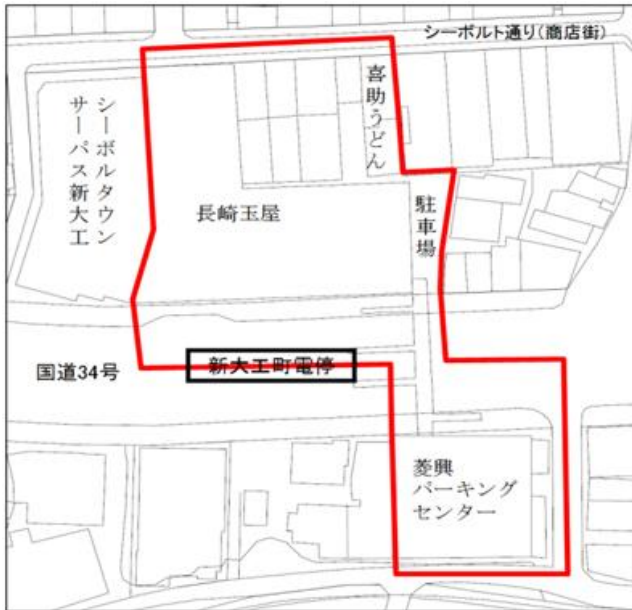 シーボルト通り(商店街)
喜助うどん
シーボルタウン
サーパス新大工
長崎玉屋
駐車場
国道34号
新大工町電停
菱興
パーキング
センター